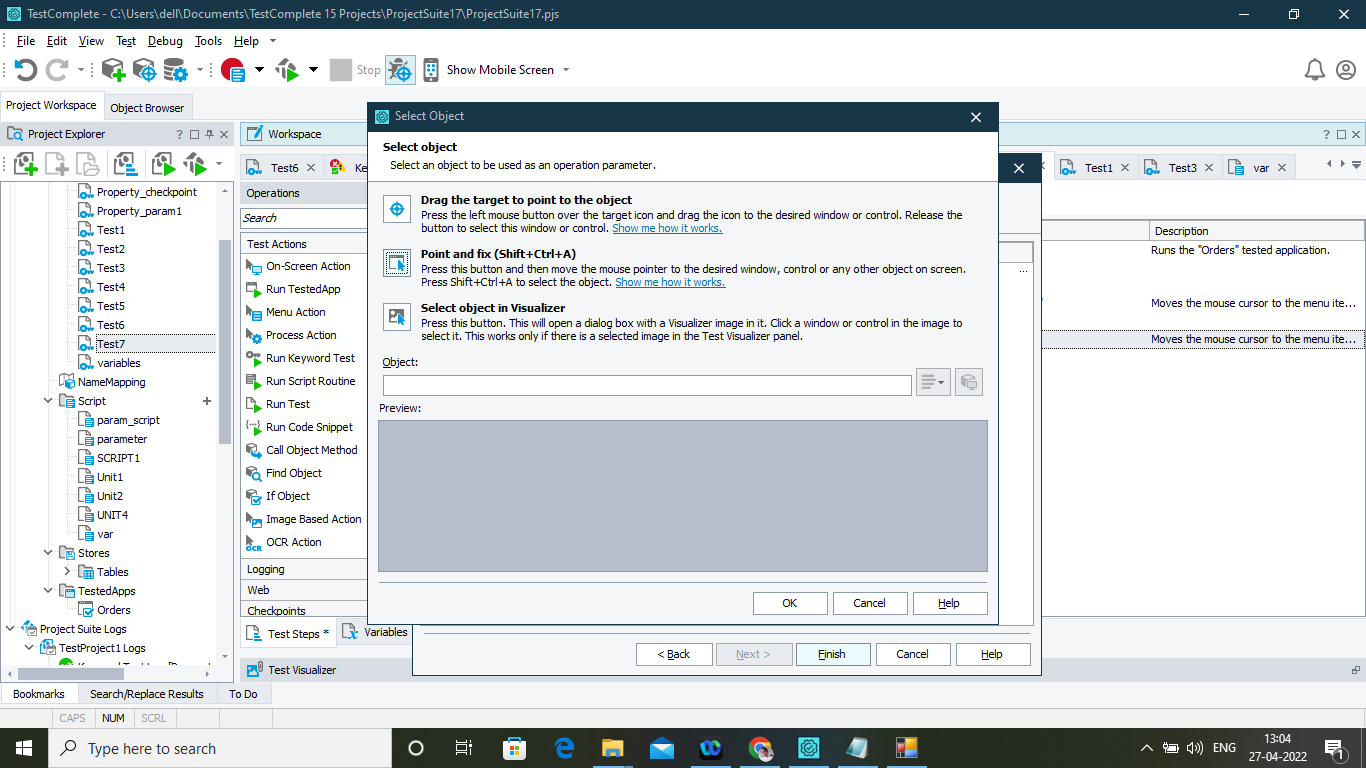 TestComplete - C:\Users\dell\Documents\TestComplete 15 Projects\ProjectSuite17\ProjectSuite17.pjs
File Edit View Test Debug Tools Help
Stop Show Mobile Screen
Project Workspace Object Browser
Project Explorer
Property_checkpoint
Property_param1
Test1
Test2
Test3
Test4
Test5
Test6
Test7
variables
NameMapping
Script
param_script
parameter
SCRIPT1
Unit1
Unit2
UNIT4
var
Stores
Tables
TestedApps
Orders
Project Suite Logs
TestProject1 Logs
Workspace
Test6 Ke
Test1 Test3 var
Operations
Search
Test Actions
On-Screen Action
Run TestedApp
Menu Action
Process Action
Run Keyword Test
Run Script Routine
Run Test
Run Code Snippet
Call Object Method
Find Object
If Object
Image Based Action
OCR Action
Logging
Web
Checkpoints
Test Steps * Variables
Test Visualizer
Select Object
Select object
Select an object to be used as an operation parameter.
Drag the target to point to the object
Press the left mouse button over the target icon and drag the icon to the desired window or control. Release the
button to select this window or control. Show me how it works.
Point and fix (Shift+Ctrl+A)
Press this button and then move the mouse pointer to the desired window, control or any other object on screen.
Press Shift+Ctrl+A to select the object. Show me how it works.
Select object in Visualizer
Press this button. This will open a dialog box with a Visualizer image in it. Click a window or control in the image to
select it. This works only if there is a selected image in the Test Visualizer panel.
Object:
Preview:
OK Cancel Help
< Back Next > Finish Cancel Help
Description
Runs the "Orders" tested application.
Moves the mouse cursor to the menu ite...
Moves the mouse cursor to the menu ite...
Bookmarks Search/Replace Results To Do
CAPS NUM SCRL
Type here to search
ENG
13:04
27-04-2022
1